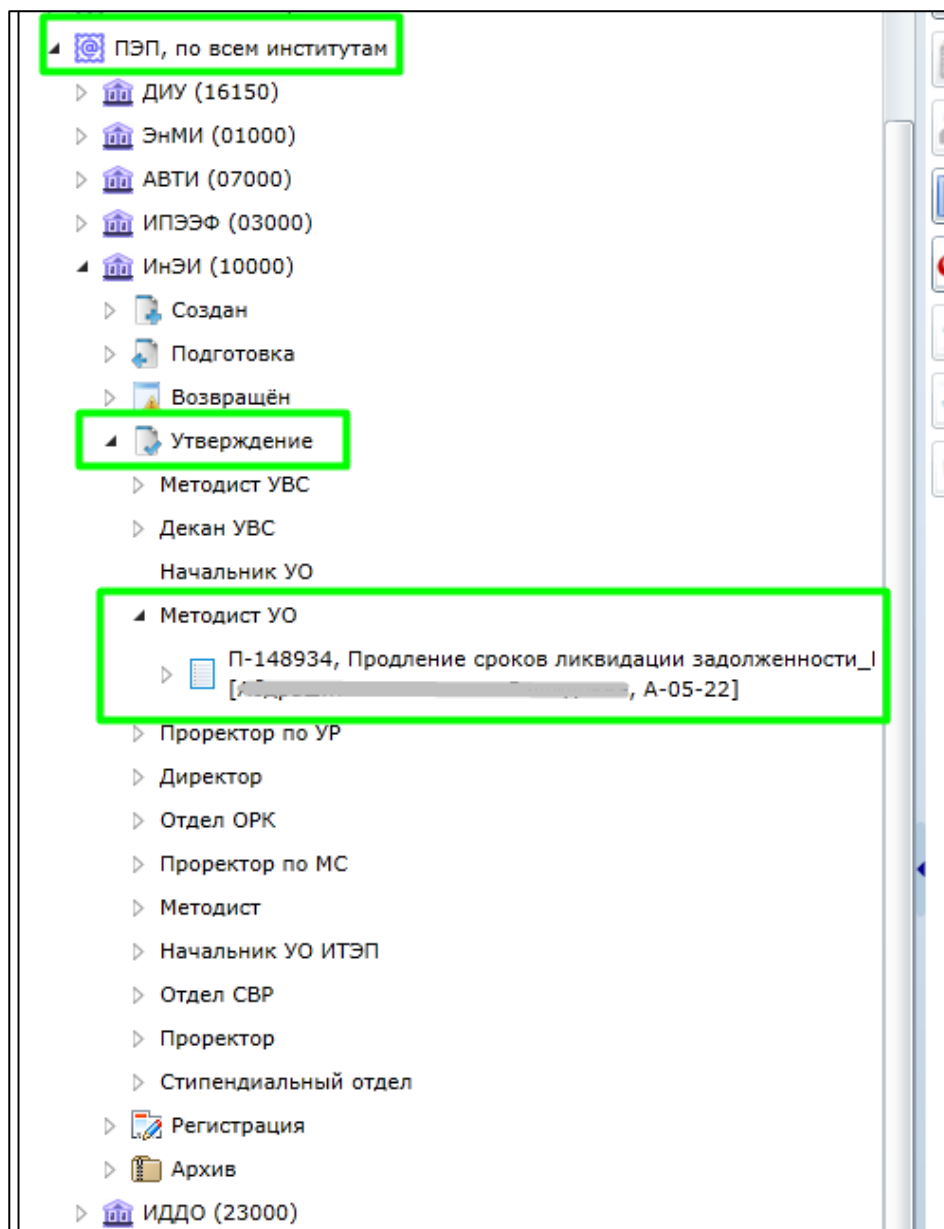 ПЭП, по всем институтам
ДИУ (16150)
ЭнМИ (01000)
АВТИ (07000)
ИПЭЭФ (03000)
ИнЭИ (10000)
Создан
Подготовка
Возвращён
Утверждение
Методист УВС
Декан УВС
Начальник УО
Методист УО
П-148934, Продление сроков ликвидации задолженности_
, А-05-22]
Проректор по УР
Директор
Отдел ОРК
Проректор по МС
Методист
Начальник УО ИТЭП
Отдел СВР
Проректор
Стипендиальный отдел
Регистрация
Архив
ИДДО (23000)